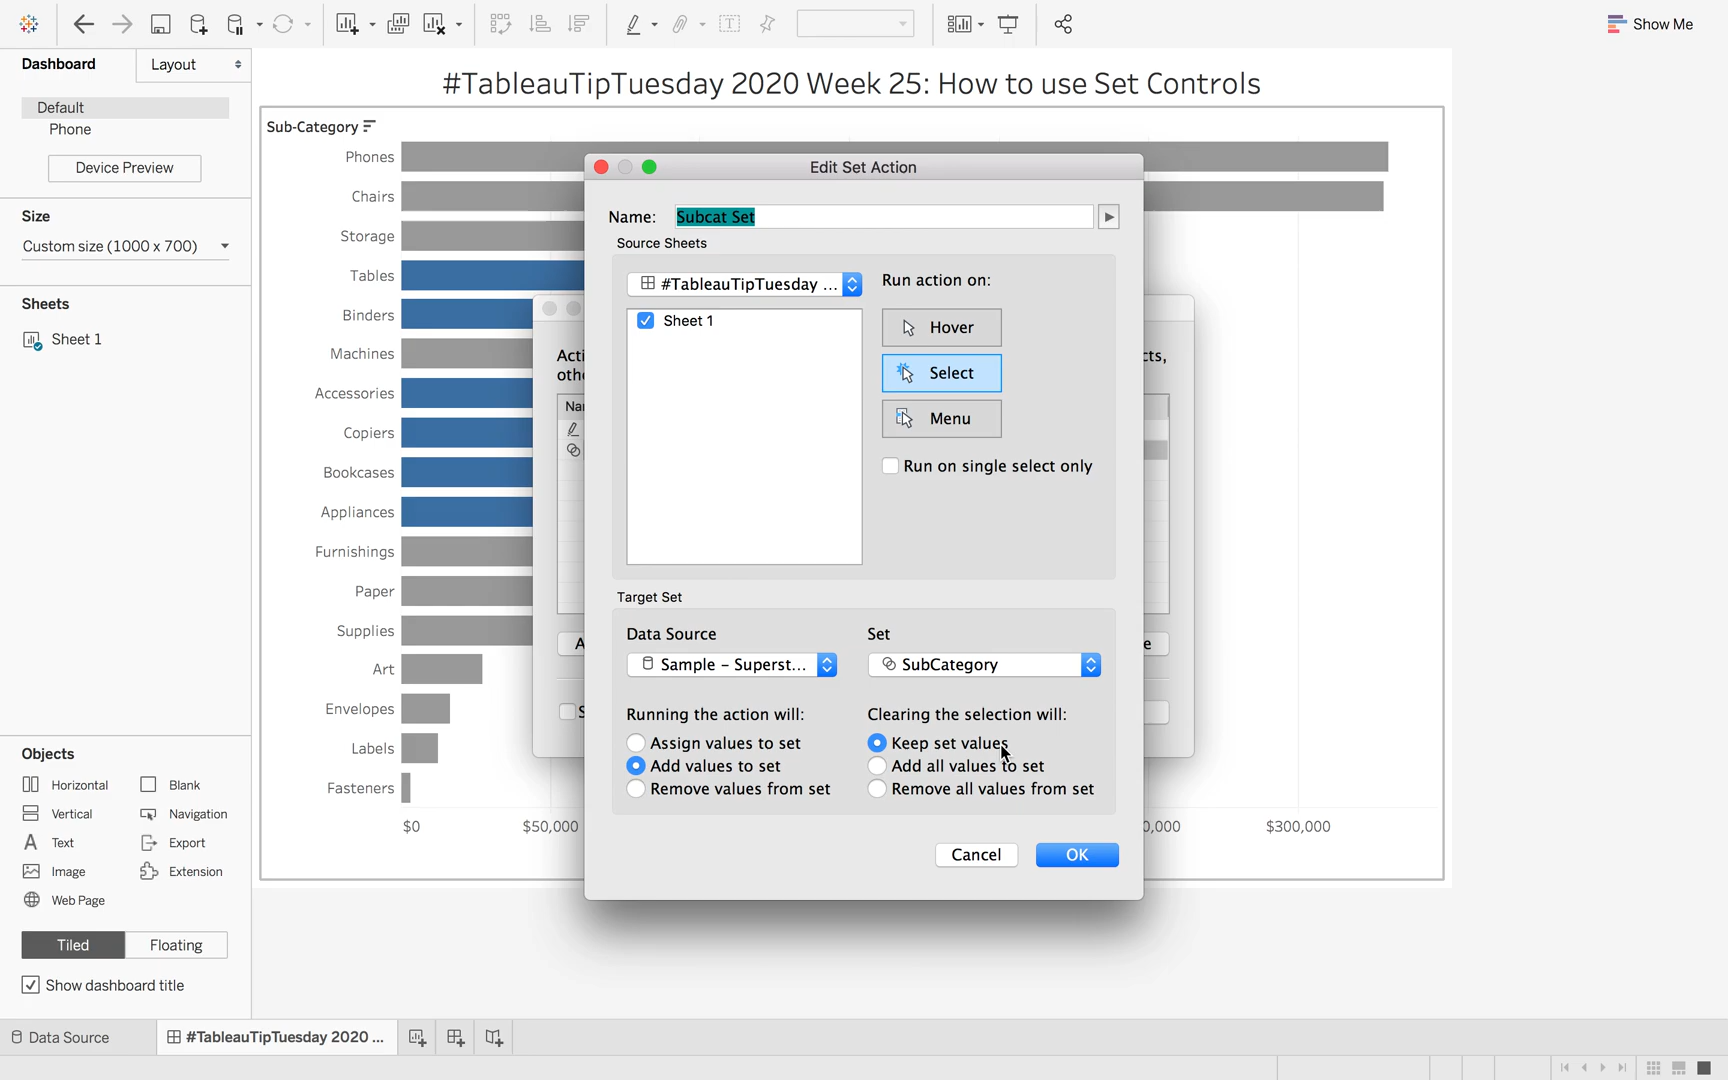 Show Me
Dashboard
Layout
Default
Phone
Device Preview
Size
Custom size (1000 x 700)
Sheets
Sheet 1
Objects
Horizontal
Blank
Vertical
Navigation
Text
Export
Image
Extension
Web Page
Tiled
Floating
Show dashboard title
#TableauTipTuesday 2020 Week 25: How to use Set Controls
Sub-Category
Phones
Chairs
Storage
Tables
Binders
Machines
Accessories
Copiers
Bookcases
Appliances
Furnishings
Paper
Supplies
Art
Envelopes
Labels
Fasteners
$0
$50,000
0,000
$300,000
Acti
othe
Nar
A
S
cts,
e
Edit Set Action
Name: Subcat Set
Source Sheets
#TableauTipTuesday ...
Sheet 1
Run action on:
Hover
Select
Menu
Run on single select only
Target Set
Data Source
Sample - Superst...
Set
SubCategory
Running the action will:
Assign values to set
Add values to set
Remove values from set
Clearing the selection will:
Keep set values
Add all values to set
Remove all values from set
Cancel
OK
Data Source
#TableauTipTuesday 2020 ...